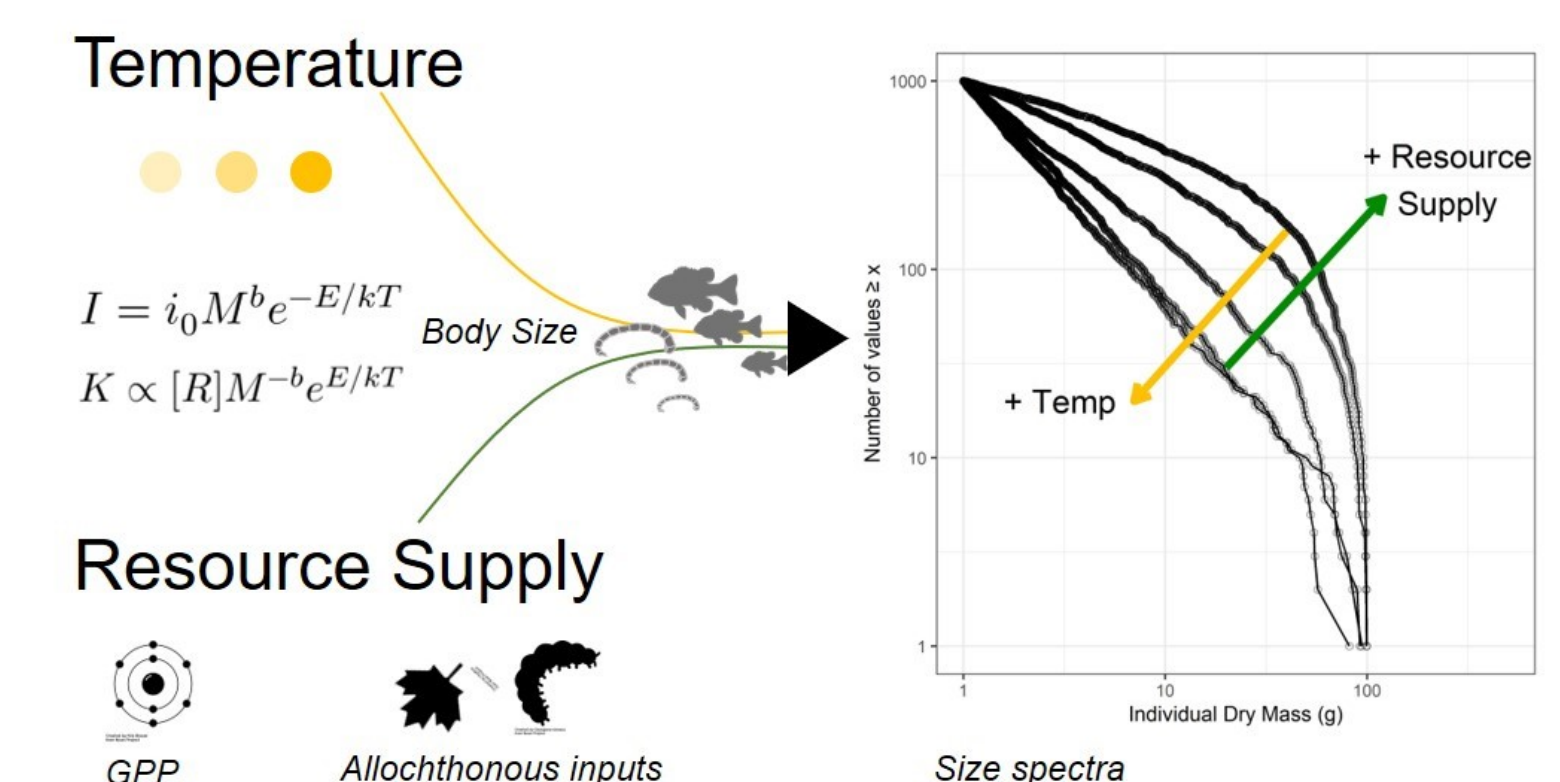 Temperature
I = i₀Mᵇe^{−E/kT}
K ∝ [R]M^{−b}e^{E/kT}
Body Size
Resource Supply
GPP
Allochthonous inputs
Number of values ≥ x
1000
100
10
1
+ Resource
Supply
+ Temp
1
10
100
Individual Dry Mass (g)
Size spectra